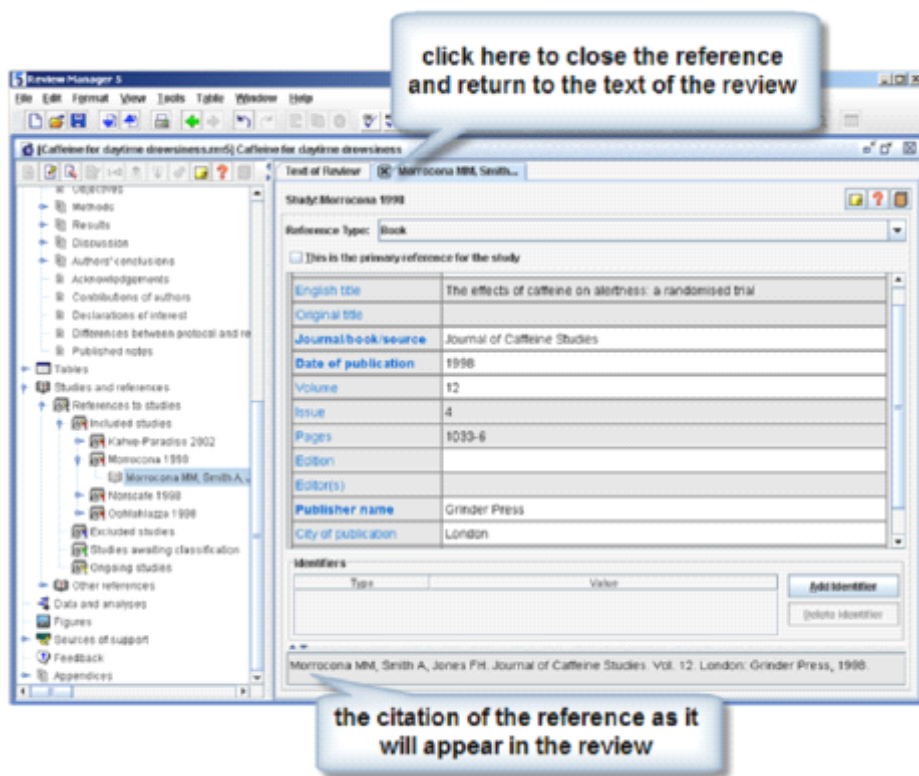 click here to close the reference
and return to the text of the review
Review Manager 5
File Edit Format View Tools Table Window Help
[Caffeine for daytime drowsiness.rm5] Caffeine for daytime drowsiness
Text of Review
Morrocona MM, Smith...
Objectives
Methods
Results
Discussion
Authors' conclusions
Acknowledgements
Contributions of authors
Declarations of interest
Differences between protocol and re
Published notes
Tables
Studies and references
References to studies
Included studies
Kahve-Paradiso 2002
Morrocona 1998
Morrocona MM, Smith A, ..
Norscafe 1998
Oohlahlazza 1998
Excluded studies
Studies awaiting classification
Ongoing studies
Other references
Data and analyses
Figures
Sources of support
Feedback
Appendices
Study: Morrocona 1998
Reference Type: Book
This is the primary reference for the study
English title The effects of caffeine on alertness: a randomised trial
Original title
Journal/book/source Journal of Caffeine Studies
Date of publication 1998
Volume 12
Issue 4
Pages 1033-6
Edition
Editor(s)
Publisher name Grinder Press
City of publication London
Identifiers
Type Value
Add Identifier
Delete Identifier
Morrocona MM, Smith A, Jones FH. Journal of Caffeine Studies. Vol. 12. London: Grinder Press, 1998.
the citation of the reference as it
will appear in the review